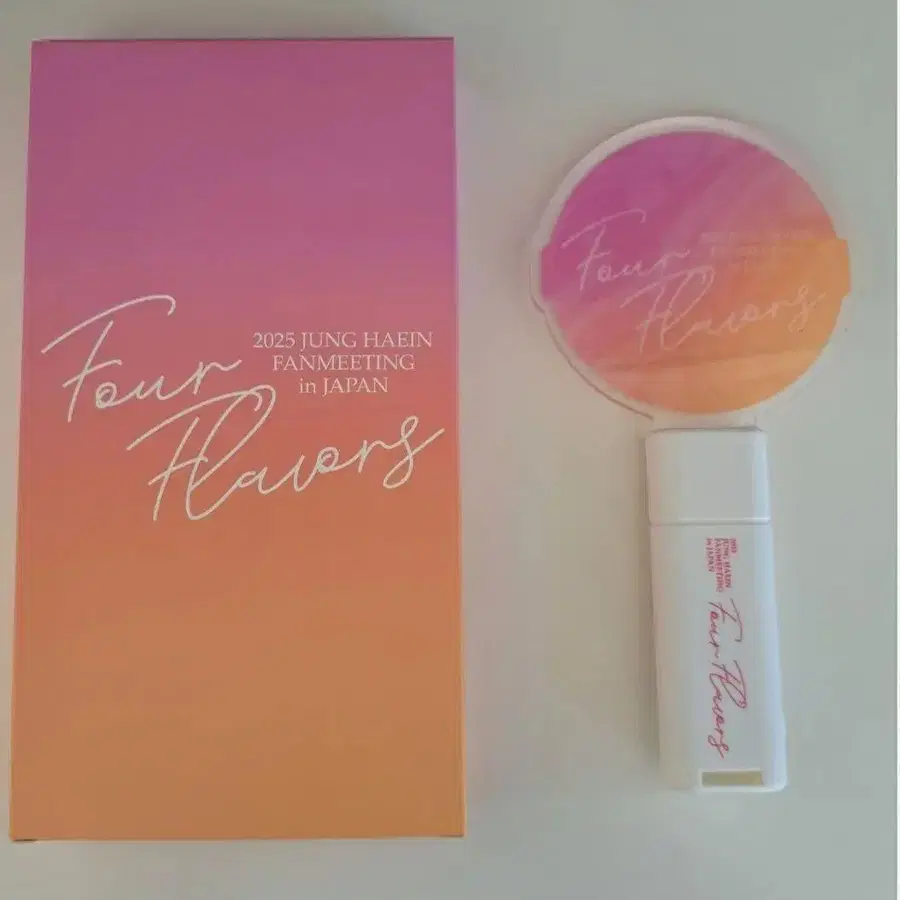 Four Flavors
2025 JUNG HAEIN
FANMEETING
in JAPAN
Four
Flavors
2025
JUNG HAEIN
FANMEETING
in JAPAN
Four Flavors